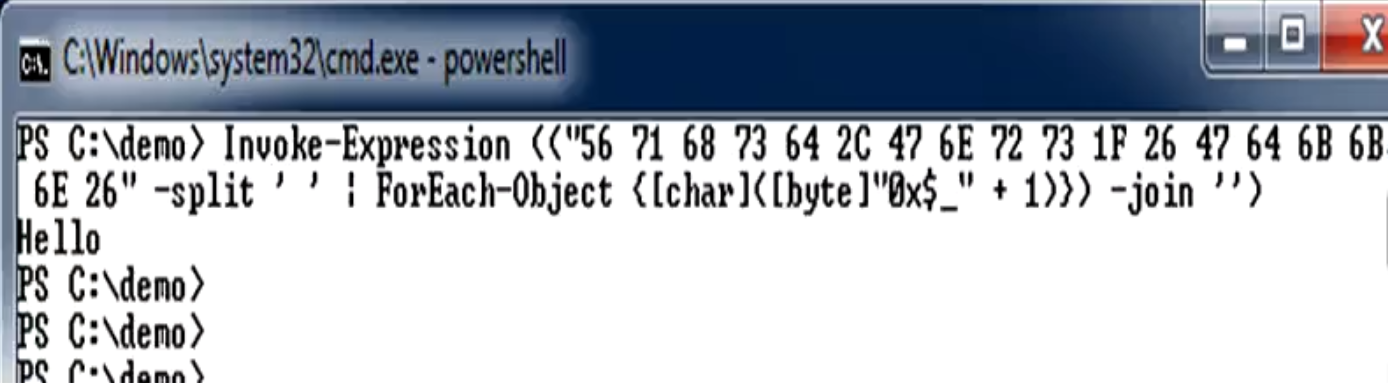 C:\Windows\system32\cmd.exe - powershell
PS C:\demo> Invoke-Expression (("56 71 68 73 64 2C 47 6E 72 73 1F 26 47 64 6B 6B
6E 26" -split ' ' | ForEach-Object {[char]([byte]"0x$_" + 1)}) -join '')
Hello
PS C:\demo>
PS C:\demo>
PS C:\demo>